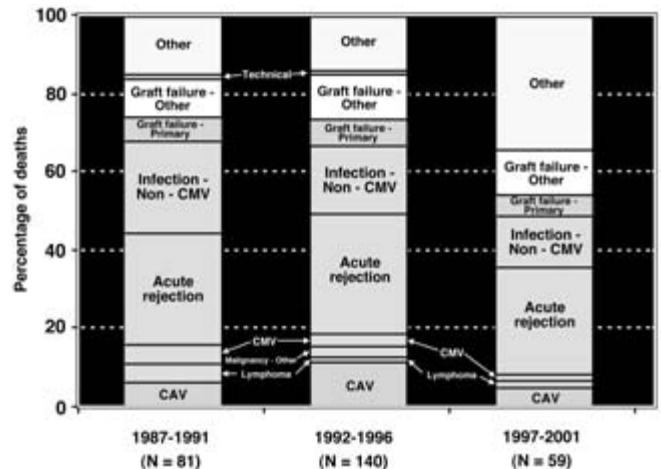 Percentage of deaths
100
80
60
40
20
0
Other
Technical
Graft failure -
Other
Graft failure -
Primary
Infection -
Non - CMV
Acute
rejection
CMV
Malignancy - Other
Lymphoma
CAV
Other
Graft failure -
Other
Graft failure -
Primary
Infection -
Non - CMV
Acute
rejection
CAV
Other
Graft failure -
Other
Graft failure -
Primary
Infection -
Non - CMV
Acute
rejection
CMV
Lymphoma
CAV
1987-1991
(N = 81)
1992-1996
(N = 140)
1997-2001
(N = 59)